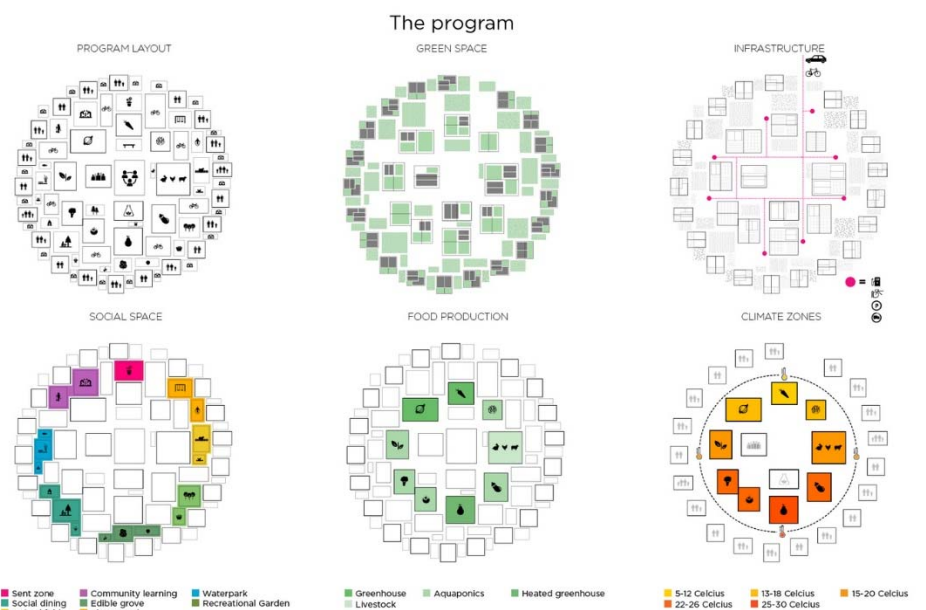 The program
PROGRAM LAYOUT
GREEN SPACE
INFRASTRUCTURE
=
SOCIAL SPACE
FOOD PRODUCTION
CLIMATE ZONES
Sent zone
Community learning
Waterpark
Social dining
Edible grove
Recreational Garden
Greenhouse
Aquaponics
Heated greenhouse
Livestock
5-12 Celcius
13-18 Celcius
15-20 Celcius
22-26 Celcius
25-30 Celcius